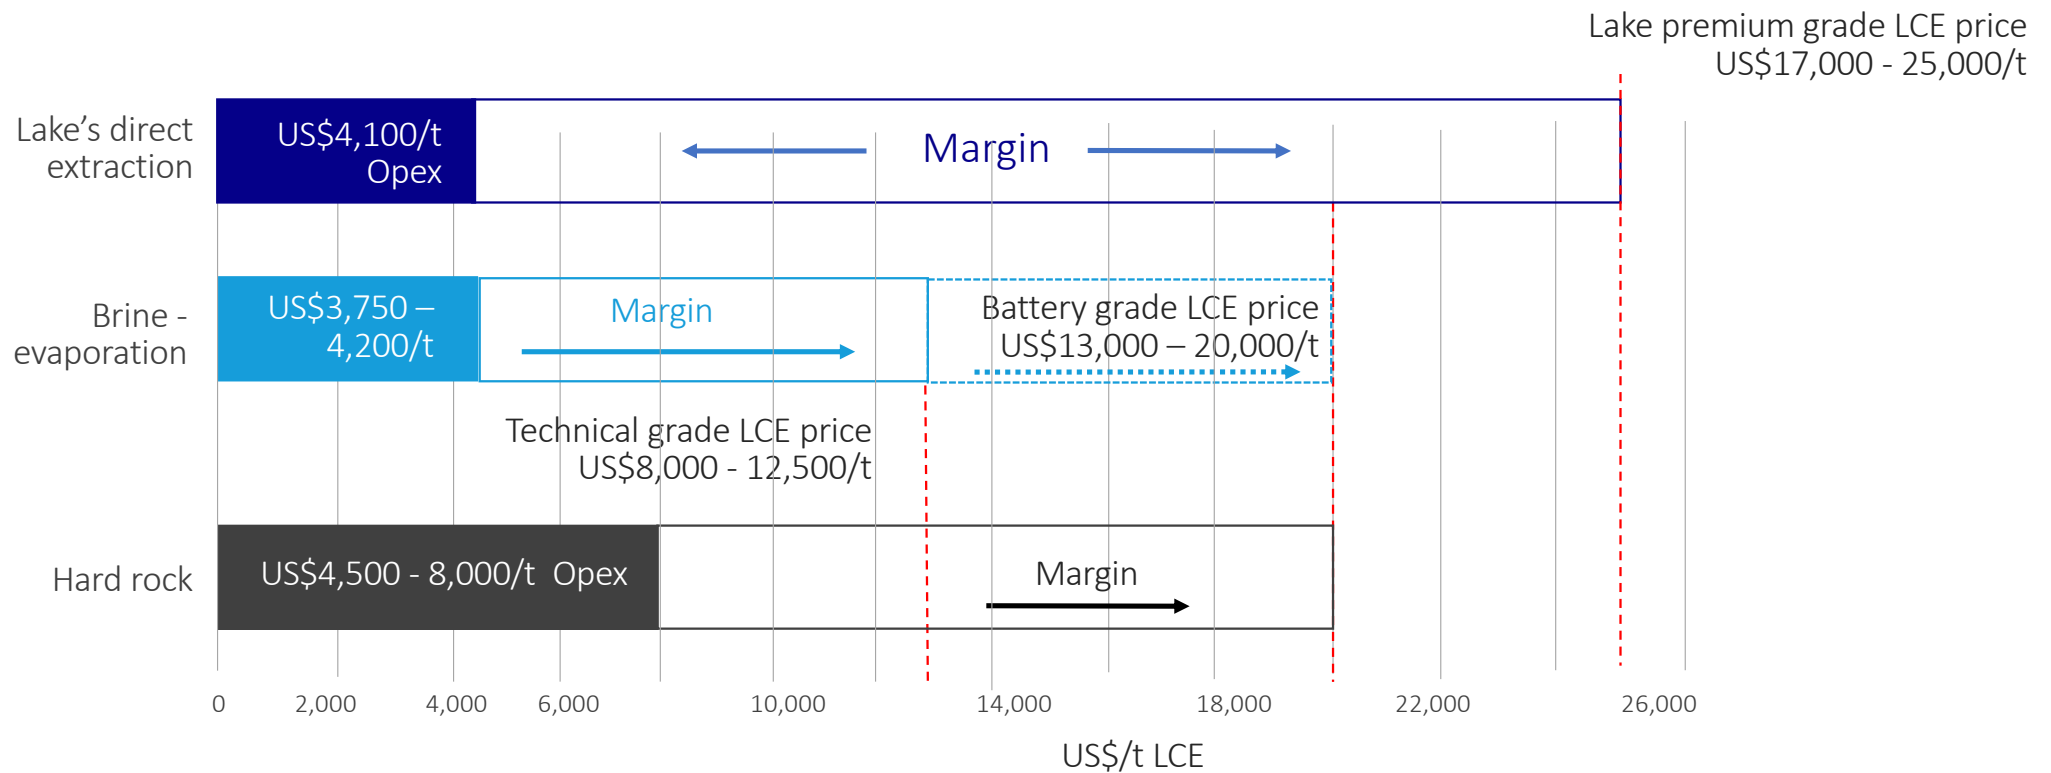 Lake premium grade LCE price
US$17,000 - 25,000/t
Lake’s direct
extraction
US$4,100/t
Opex
Margin
Brine -
evaporation
US$3,750 –
4,200/t
Margin
Battery grade LCE price
US$13,000 – 20,000/t
Technical grade LCE price
US$8,000 - 12,500/t
Hard rock
US$4,500 - 8,000/t Opex
Margin
0 2,000 4,000 6,000 10,000 14,000 18,000 22,000 26,000
US$/t LCE